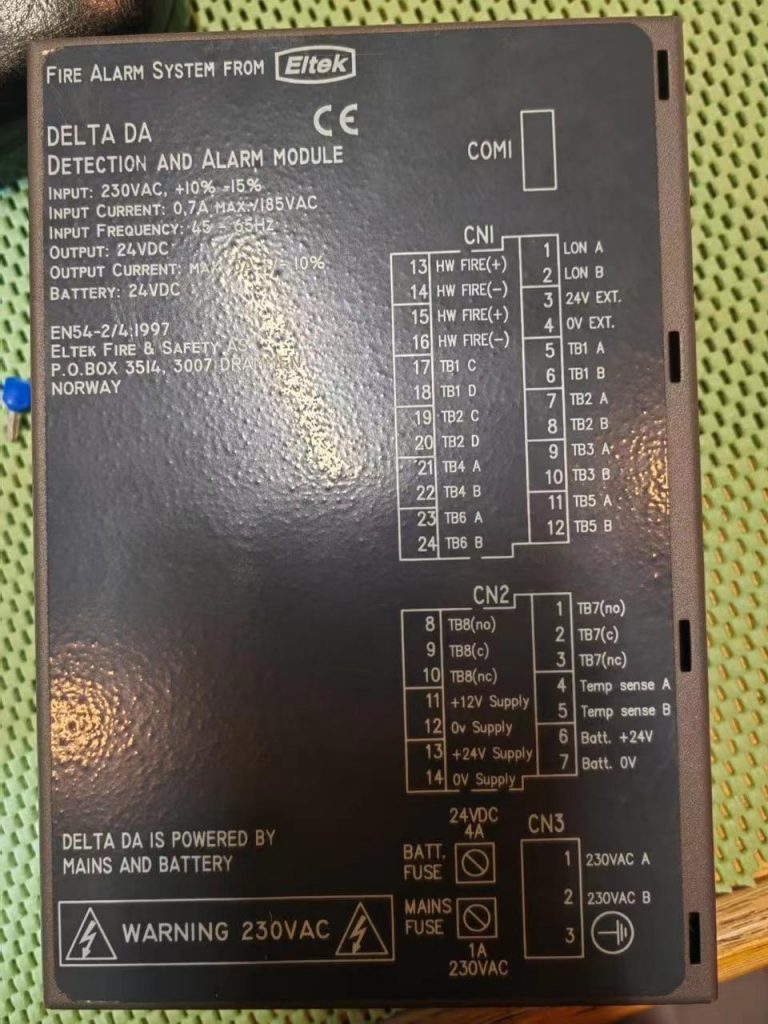 FIRE ALARM SYSTEM FROM Eltek
CE
DELTA DA
DETECTION AND ALARM MODULE
INPUT: 230VAC, +10% -15%
INPUT CURRENT: 0,7A MAX./185VAC
INPUT FREQUENCY: 45 - 65HZ
OUTPUT: 24VDC
OUTPUT CURRENT: 10%
BATTERY: 24VDC
EN54-2/4:1997
ELTEK FIRE & SAFETY
P.O.BOX 3514, 3007
NORWAY
COM1
CN1
13 HW FIRE(+)
14 HW FIRE(-)
15 HW FIRE(+)
16 HW FIRE(-)
17 TB1 C
18 TB1 D
19 TB2 C
20 TB2 D
21 TB4 A
22 TB4 B
23 TB6 A
24 TB6 B
1 LON A
2 LON B
3 24V EXT.
4 0V EXT.
5 TB1 A
6 TB1 B
7 TB2 A
8 TB2 B
9 TB3 A
10 TB3 B
11 TB5 A
12 TB5 B
CN2
8 TB8(no)
9 TB8(c)
10 TB8(nc)
11 +12V Supply
12 0v Supply
13 +24V Supply
14 0V Supply
1 TB7(no)
2 TB7(c)
3 TB7(nc)
4 Temp sense A
5 Temp sense B
6 Batt. +24V
7 Batt. 0V
DELTA DA IS POWERED BY
MAINS AND BATTERY
WARNING 230VAC
24VDC
4A
BATT.
FUSE
MAINS
FUSE
1A
230VAC
CN3
1 230VAC A
2 230VAC B
3